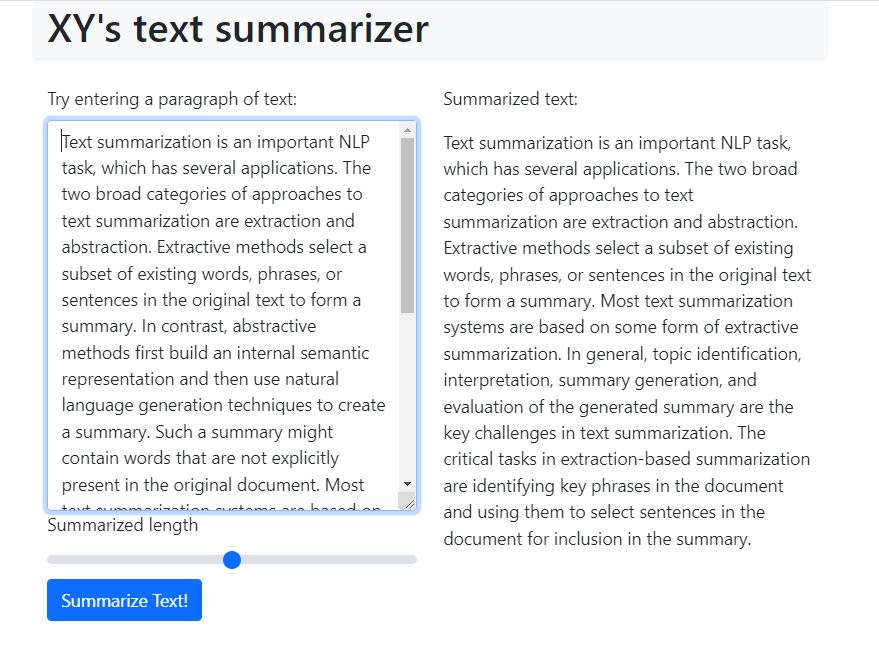 XY's text summarizer
Try entering a paragraph of text:
Text summarization is an important NLP
task, which has several applications. The
two broad categories of approaches to
text summarization are extraction and
abstraction. Extractive methods select a
subset of existing words, phrases, or
sentences in the original text to form a
summary. In contrast, abstractive
methods first build an internal semantic
representation and then use natural
language generation techniques to create
a summary. Such a summary might
contain words that are not explicitly
present in the original document. Most
text summarization systems are based on
Summarized length
Summarize Text!
Summarized text:
Text summarization is an important NLP task,
which has several applications. The two broad
categories of approaches to text
summarization are extraction and abstraction.
Extractive methods select a subset of existing
words, phrases, or sentences in the original text
to form a summary. Most text summarization
systems are based on some form of extractive
summarization. In general, topic identification,
interpretation, summary generation, and
evaluation of the generated summary are the
key challenges in text summarization. The
critical tasks in extraction-based summarization
are identifying key phrases in the document
and using them to select sentences in the
document for inclusion in the summary.